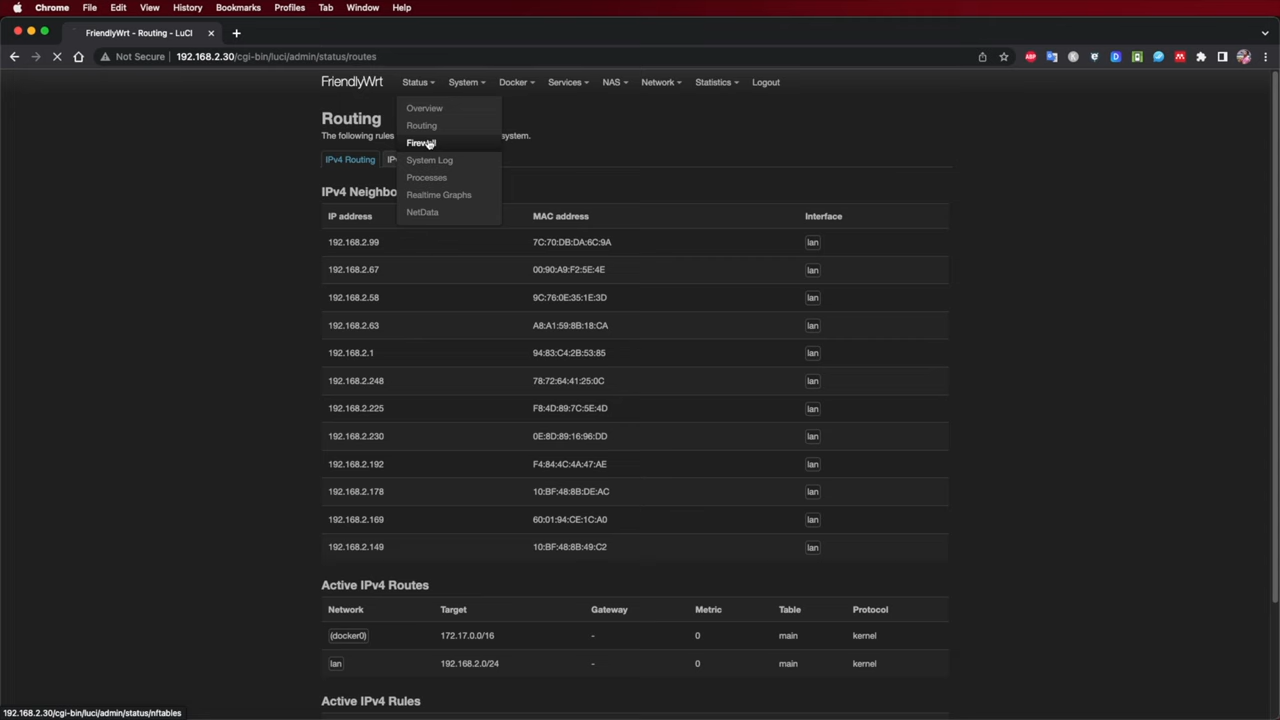 Chrome File Edit View History Bookmarks Profiles Tab Window Help
FriendlyWrt - Routing - LuCI
Not Secure 192.168.2.30/cgi-bin/luci/admin/status/routes
FriendlyWrt Status System Docker Services NAS Network Statistics Logout
Overview
Routing
Firewall
System Log
Processes
Realtime Graphs
NetData
Routing
The following rules system.
IPv4 Routing
IPv4 Neighbo
IP address MAC address Interface
192.168.2.99 7C:70:DB:DA:6C:9A lan
192.168.2.67 00:90:A9:F2:5E:4E lan
192.168.2.58 9C:76:0E:35:1E:3D lan
192.168.2.63 A8:A1:59:8B:18:CA lan
192.168.2.1 94:83:C4:2B:53:85 lan
192.168.2.248 78:72:64:41:25:0C lan
192.168.2.225 F8:4D:89:7C:5E:4D lan
192.168.2.230 0E:8D:89:16:96:DD lan
192.168.2.192 F4:84:4C:4A:47:AE lan
192.168.2.178 10:BF:48:8B:DE:AC lan
192.168.2.169 60:01:94:CE:1C:A0 lan
192.168.2.149 10:BF:48:8B:49:C2 lan
Active IPv4 Routes
Network Target Gateway Metric Table Protocol
(docker0) 172.17.0.0/16 - 0 main kernel
lan 192.168.2.0/24 - 0 main kernel
Active IPv4 Rules
192.168.2.30/cgi-bin/luci/admin/status/nftables